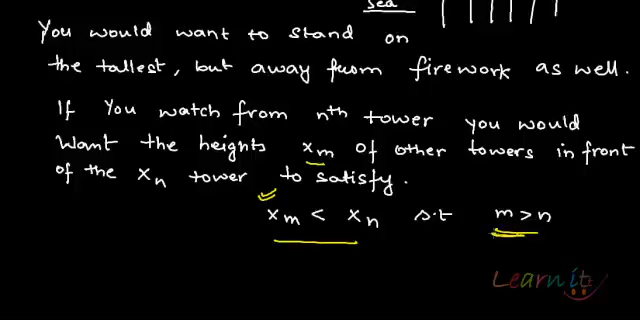 Sea
You would want to stand on
the tallest, but away from firework as well.
If You watch from nth tower you would
Want the heights xm of other towers in front
of the xn tower to satisfy.
xm < xn s.t m > n
Learnit